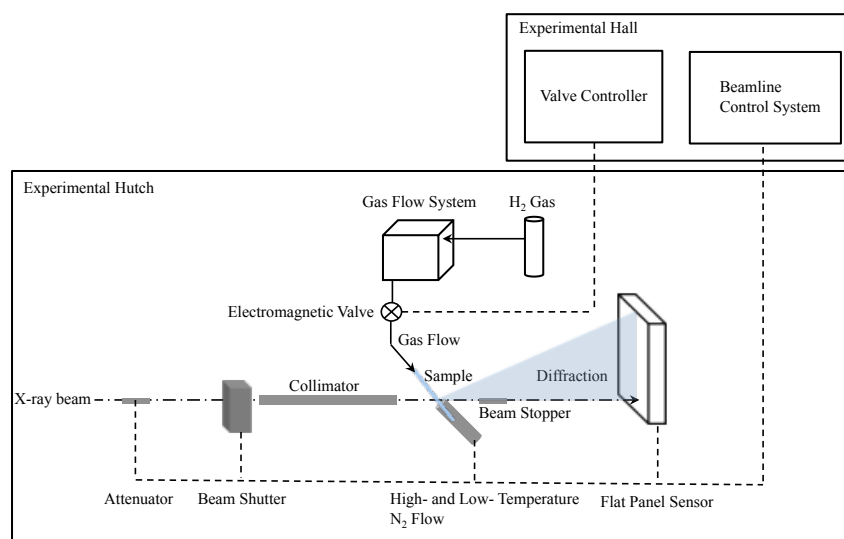 Experimental Hall
Valve Controller
Beamline
Control System
Experimental Hutch
Gas Flow System
H₂ Gas
Electromagnetic Valve
Gas Flow
Sample
Collimator
Diffraction
X-ray beam
Beam Stopper
Attenuator
Beam Shutter
High- and Low- Temperature
N₂ Flow
Flat Panel Sensor